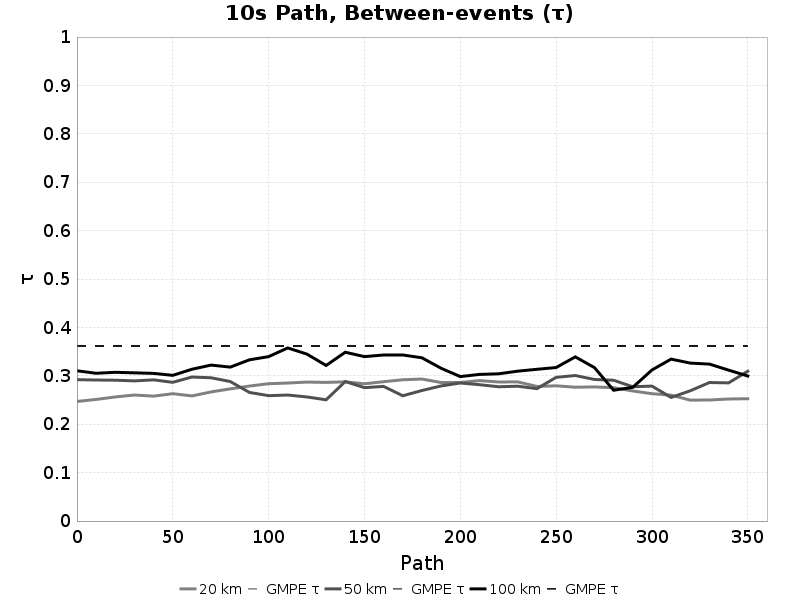 10s Path, Between-events (τ)
1
0.9
0.8
0.7
0.6
0.5
0.4
0.3
0.2
0.1
0
τ
0 50 100 150 200 250 300 350
Path
20 km GMPE τ 50 km GMPE τ 100 km GMPE τ